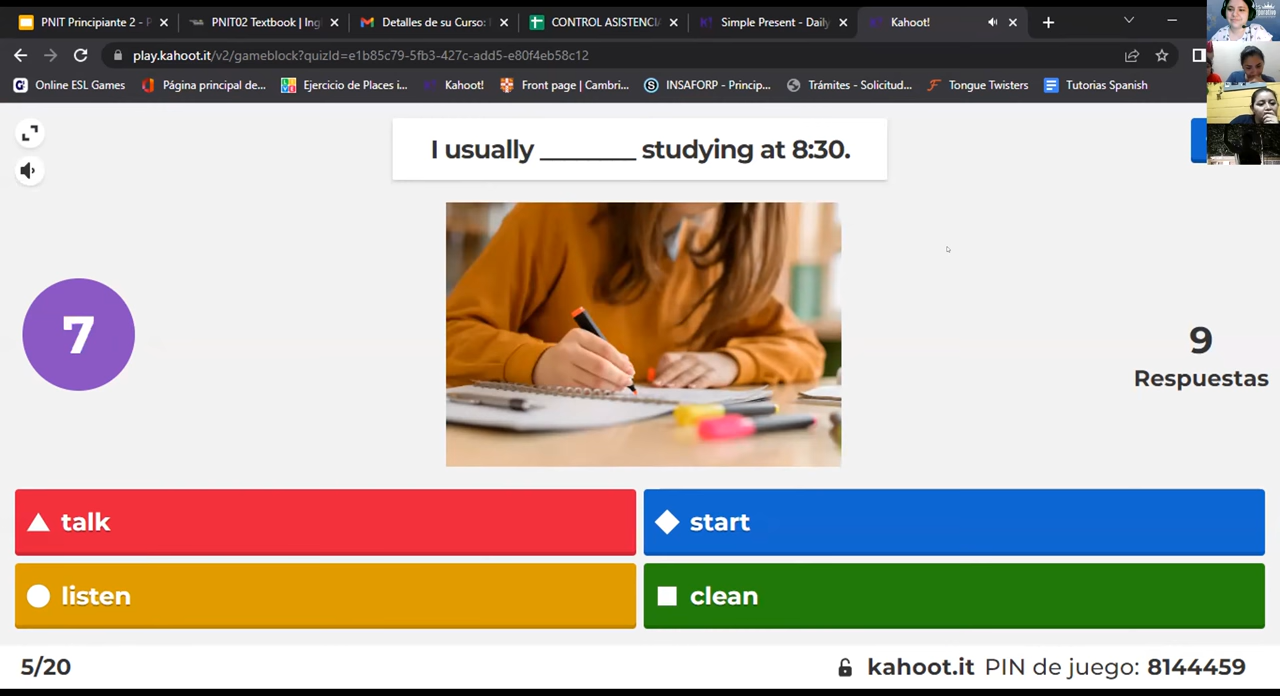 PNIT Principiante 2 - P
PNIT02 Textbook | Ing
Detalles de su Curso:
CONTROL ASISTENCIA
Simple Present - Daily
Kahoot!
play.kahoot.it/v2/gameblock?quizId=e1b85c79-5fb3-427c-add5-e80f4eb58c12
Online ESL Games
Página principal de...
Ejercicio de Places i...
Kahoot!
Front page | Cambri...
INSAFORP - Princip...
Trámites - Solicitud...
Tongue Twisters
Tutorias Spanish
I usually _______ studying at 8:30.
7
9
Respuestas
talk
start
listen
clean
5/20
kahoot.it PIN de juego: 8144459